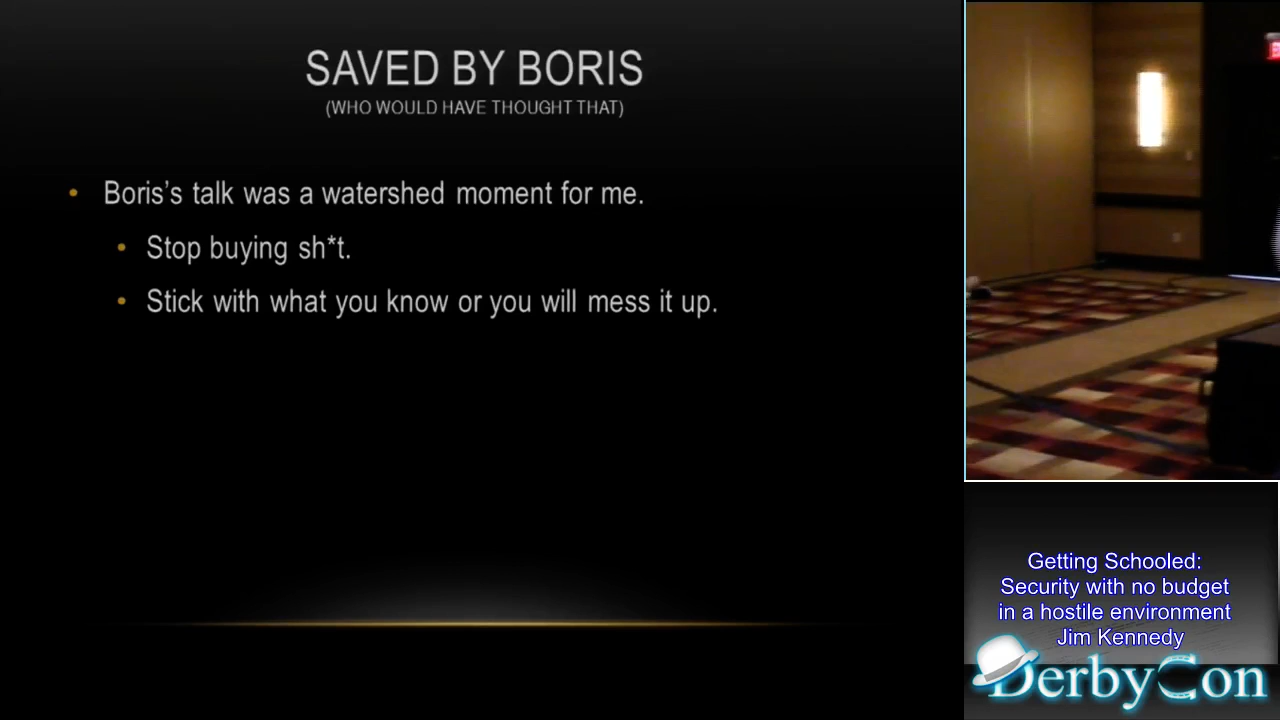 SAVED BY BORIS
(WHO WOULD HAVE THOUGHT THAT)
• Boris's talk was a watershed moment for me.
• Stop buying sh*t.
• Stick with what you know or you will mess it up.
Getting Schooled:
Security with no budget
in a hostile environment
Jim Kennedy
DerbyCon